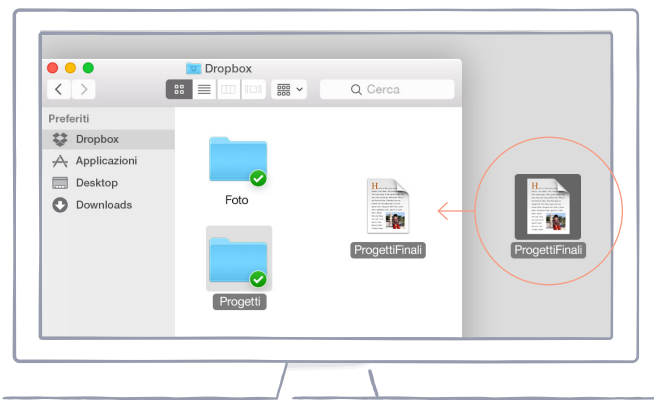 Dropbox
Cerca
Preferiti
Dropbox
Applicazioni
Desktop
Downloads
Foto
Progetti
ProgettiFinali
ProgettiFinali